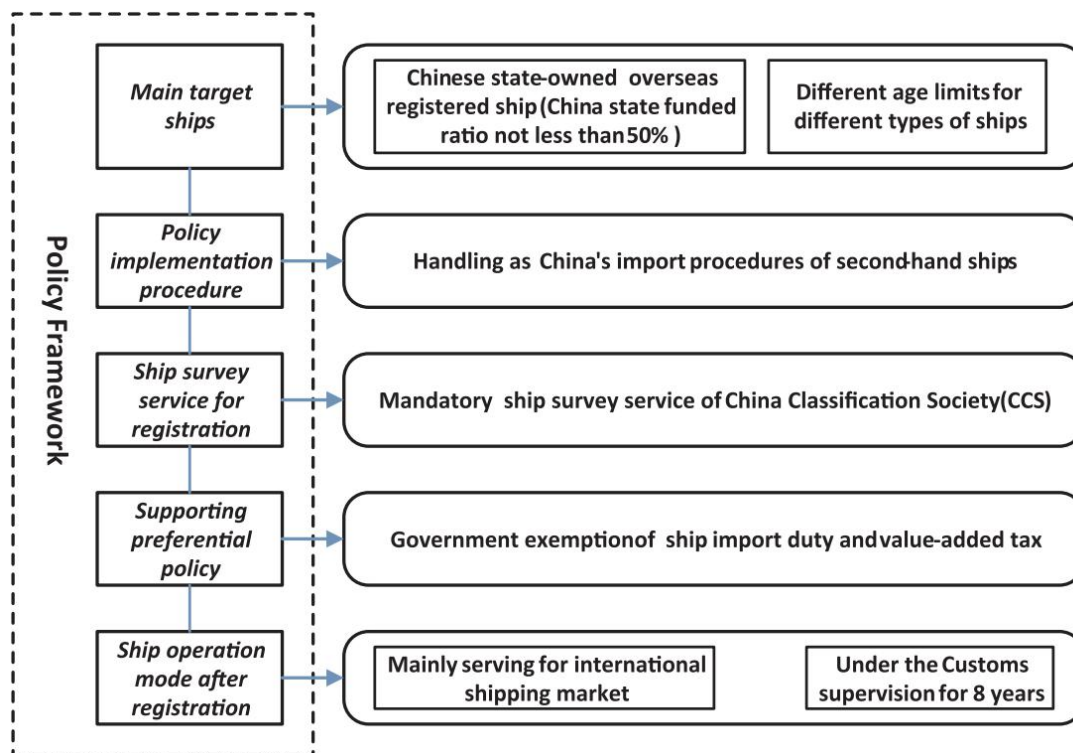 Policy Framework
Main target
ships
Chinese state-owned overseas
registered ship (China state funded
ratio not less than 50% )
Different age limits for
different types of ships
Policy
implementation
procedure
Handling as China's import procedures of second-hand ships
Ship survey
service for
registration
Mandatory ship survey service of China Classification Society(CCS)
Supporting
preferential
policy
Government exemptionof ship import duty and value-added tax
Ship operation
mode after
registration
Mainly serving for international
shipping market
Under the Customs
supervision for 8 years